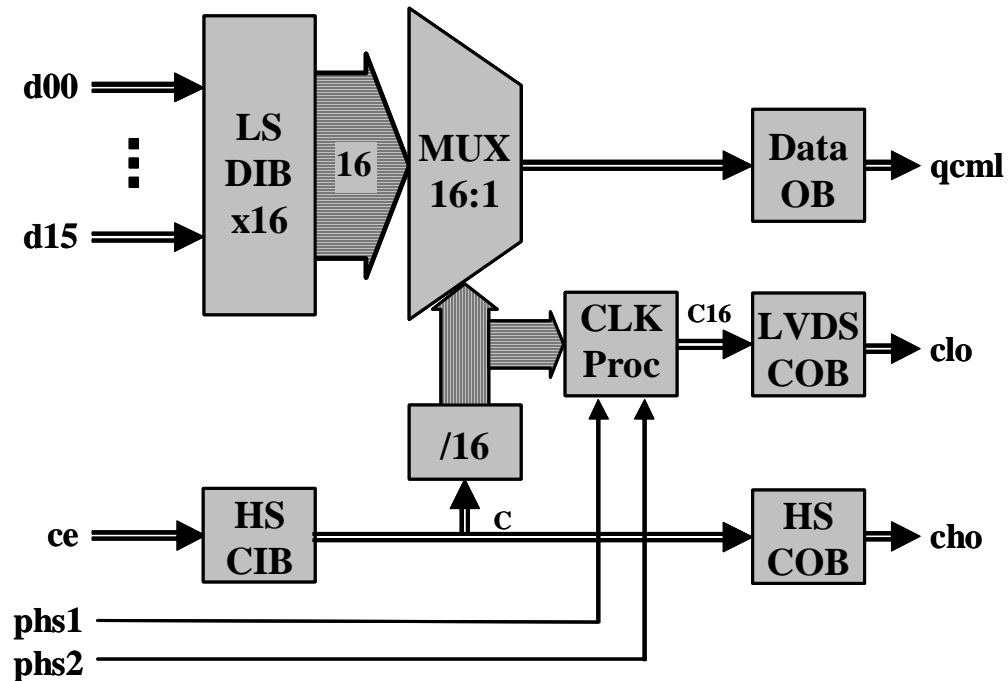 d00
d15
LS
DIB
x16
16
MUX
16:1
Data
OB
qcml
CLK
Proc
C16
LVDS
COB
clo
/16
ce
HS
CIB
C
HS
COB
cho
phs1
phs2